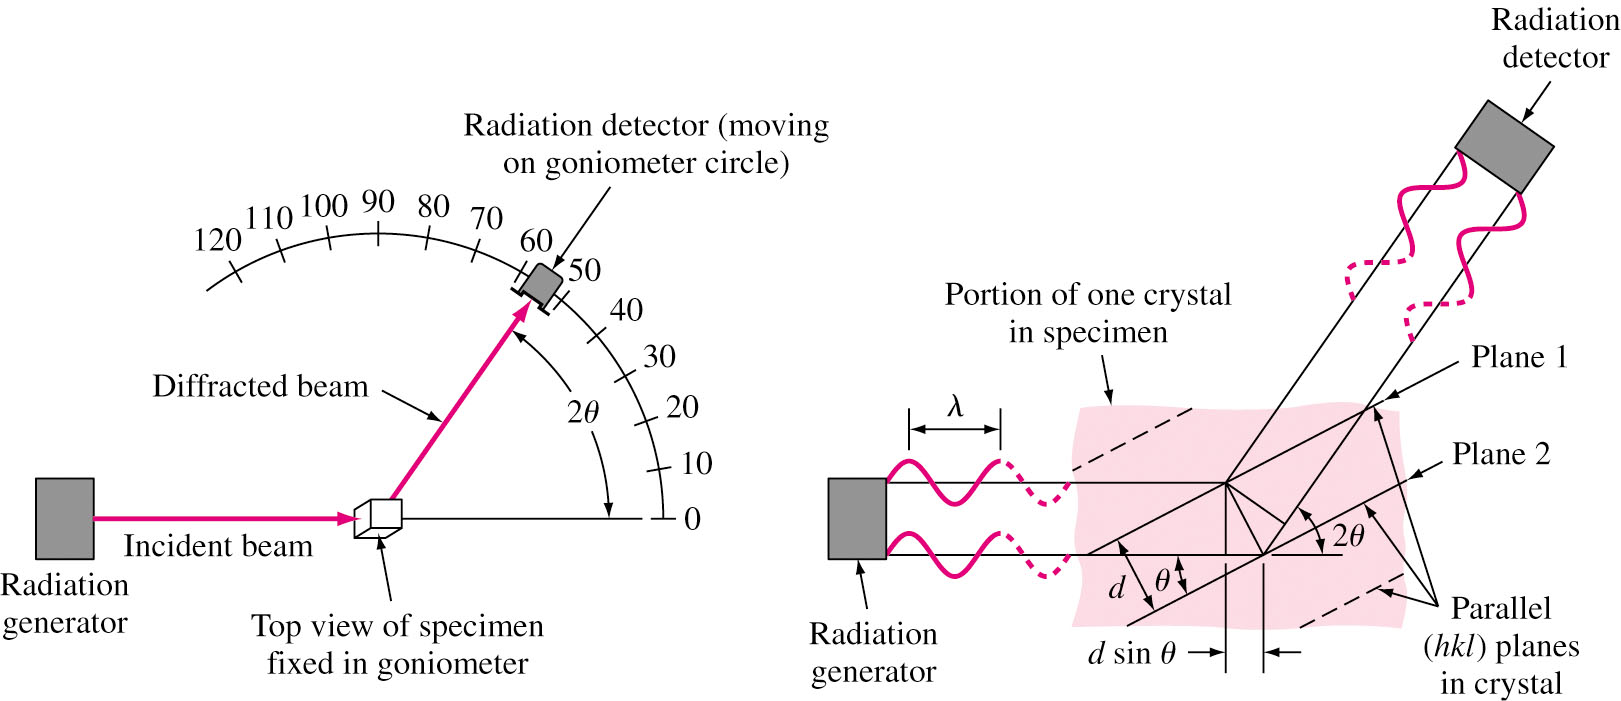 Radiation detector (moving
on goniometer circle)
120
110
100
90
80
70
60
50
40
30
20
10
0
2θ
Diffracted beam
Incident beam
Radiation
generator
Top view of specimen
fixed in goniometer
Radiation
detector
Portion of one crystal
in specimen
Plane 1
Plane 2
λ
2θ
d
θ
d sin θ
Radiation
generator
Parallel
(hkl) planes
in crystal